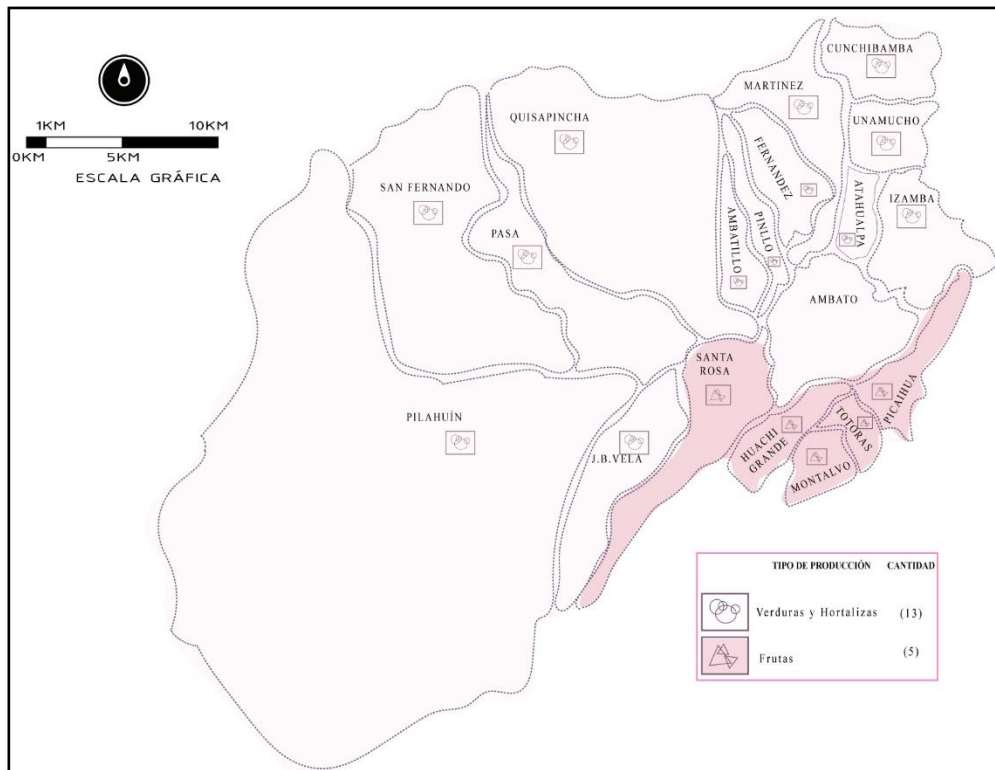 1KM 10KM
0KM 5KM
ESCALA GRÁFICA
CUNCHIBAMBA
MARTINEZ
UNAMUCHO
QUISAPINCHA
FERNANDEZ
ATAHUALPA
IZAMBA
SAN FERNANDO
PASA
AMBATILLO
PINLLO
AMBATO
SANTA
ROSA
PICAIHUA
TOTORAS
HUACHI
GRANDE
MONTALVO
PILAHUÍN
J.B.VELA
TIPO DE PRODUCCIÓN CANTIDAD
Verduras y Hortalizas (13)
Frutas (5)